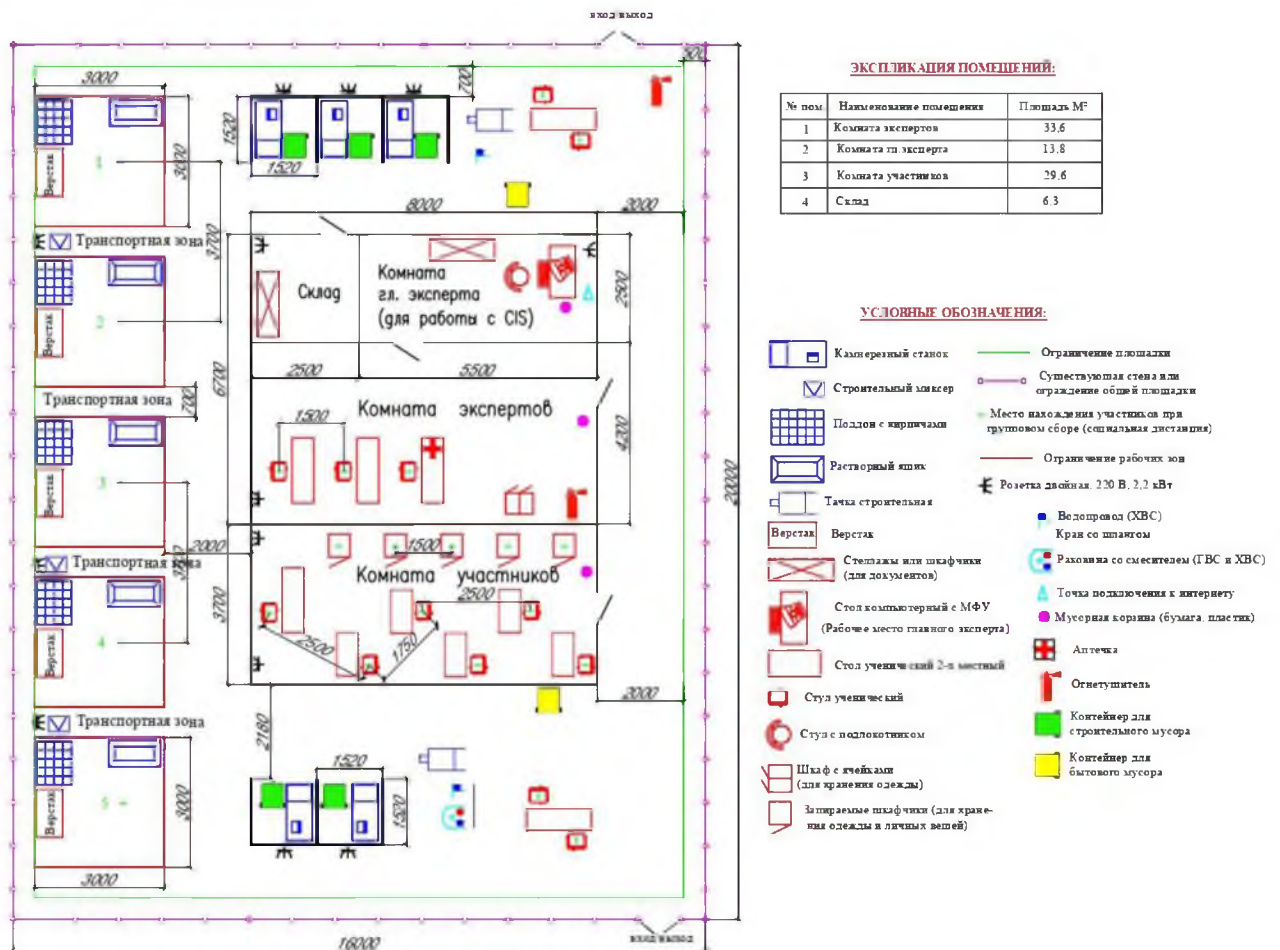 вход/выход
500
3000
700
3000
1520
1520
1
Верстак
8000
2000
3700
Транспортная зона
Склад
Комната
гл. эксперта
(для работы с CIS)
2
Верстак
2500
5500
6700
Транспортная зона
700
Комната экспертов
1500
4200
20000
3
Верстак
2000
Транспортная зона
1500
Комната участников
2500
3700
2500
1750
4
Верстак
2000
Транспортная зона
2180
1520
1520
5
Верстак
3000
3000
16000
вход/выход
ЭКСПЛИКАЦИЯ ПОМЕЩЕНИЙ:
№ пом Наименование помещения Площадь М²
1 Комната экспертов 33,6
2 Комната гл.эксперта 13,8
3 Комната участников 29,6
4 Склад 6,3
УСЛОВНЫЕ ОБОЗНАЧЕНИЯ:
Камнерезный станок
Строительный миксер
Поддон с кирпичами
Растворный ящик
Тачка строительная
Верстак Верстак
Стеллажы или шкафчики
(для документов)
Стол компьютерный с МФУ
(Рабочее место главного эксперта)
Стол ученический 2-х местный
Стул ученический
Стул с подлокотником
Шкаф с ячейками
(для хранения одежды)
Запираемые шкафчики (для хране-
ния одежды и личных вещей)
Ограничение площадки
Существующая стена или
ограждение общей площадки
Место нахождения участников при
групповом сборе (социальная дистанция)
Ограничение рабочих зон
Розетка двойная. 220 В, 2,2 кВт
Водопровод (ХВС)
Кран со шлангом
Раковина со смесителем (ГВС и ХВС)
Точка подключения к интернету
Мусорная корзина (бумага, пластик)
Аптечка
Огнетушитель
Контейнер для
строительного мусора
Контейнер для
бытового мусора